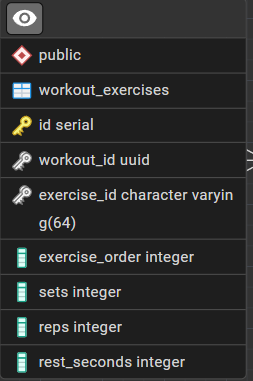 public
workout_exercises
id serial
workout_id uuid
exercise_id character varyin
g(64)
exercise_order integer
sets integer
reps integer
rest_seconds integer